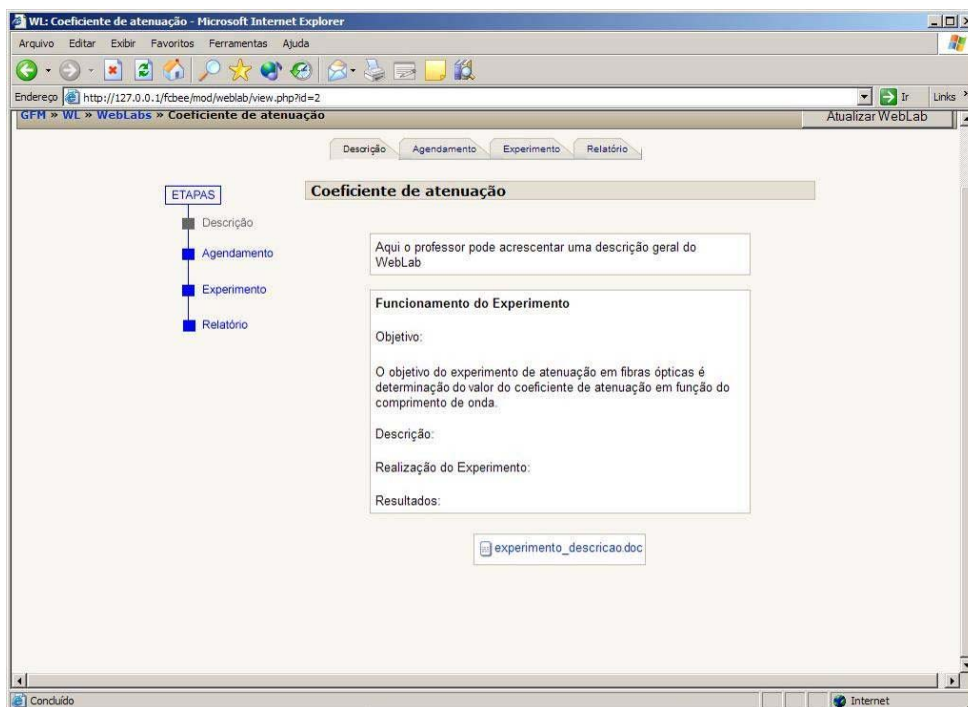 WL: Coeficiente de atenuação - Microsoft Internet Explorer
Arquivo Editar Exibir Favoritos Ferramentas Ajuda
Endereço http://127.0.0.1/fcbee/mod/weblab/view.php?id=2 Ir Links
GFM » WL » WebLabs » Coeficiente de atenuação Atualizar WebLab
Descrição Agendamento Experimento Relatório
ETAPAS
Descrição
Agendamento
Experimento
Relatório
Coeficiente de atenuação
Aqui o professor pode acrescentar uma descrição geral do
WebLab
Funcionamento do Experimento
Objetivo:
O objetivo do experimento de atenuação em fibras ópticas é
determinação do valor do coeficiente de atenuação em função do
comprimento de onda.
Descrição:
Realização do Experimento:
Resultados:
experimento_descricao.doc
Concluído Internet